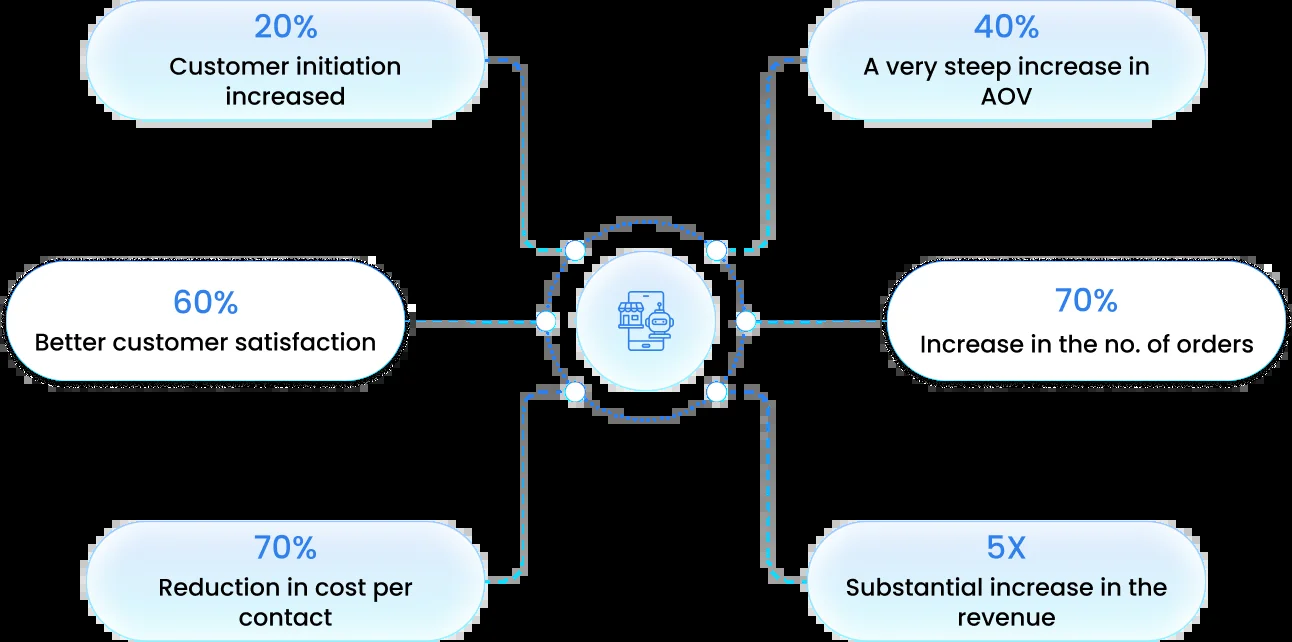 20%
Customer initiation
increased
40%
A very steep increase in
AOV
60%
Better customer satisfaction
70%
Increase in the no. of orders
70%
Reduction in cost per
contact
5X
Substantial increase in the
revenue